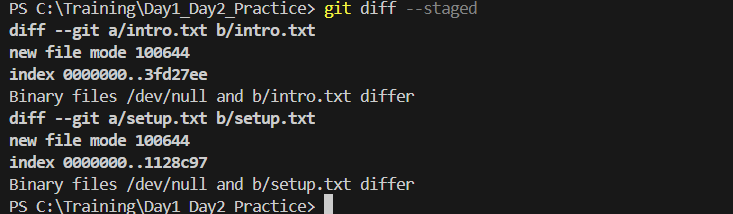 PS C:\Training\Day1_Day2_Practice> git diff --staged
diff --git a/intro.txt b/intro.txt
new file mode 100644
index 0000000..3fd27ee
Binary files /dev/null and b/intro.txt differ
diff --git a/setup.txt b/setup.txt
new file mode 100644
index 0000000..1128c97
Binary files /dev/null and b/setup.txt differ
PS C:\Training\Day1_Day2_Practice>